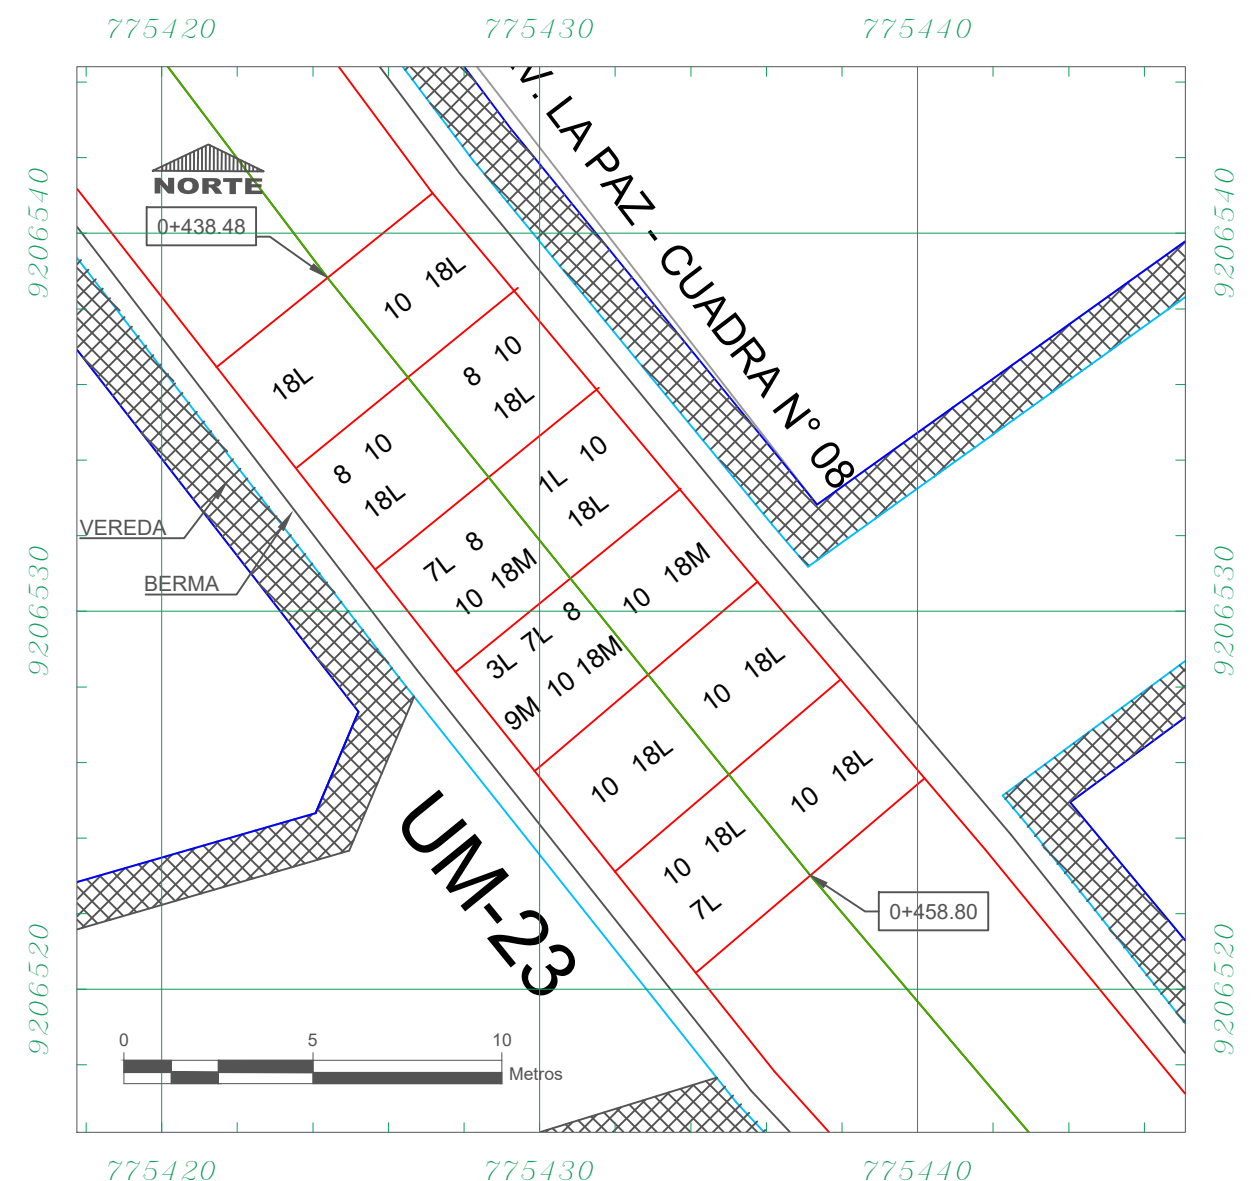 775420 775430 775440
V. LA PAZ - CUADRA N° 08
NORTE
9206540 9206540
0+438.48
10 18L
18L
8 10
18L
8 10
18L
1L 10
18L
7L 8
10 18M
10 18M
3L 7L 8
9M 10 18M
VEREDA
BERMA
9206530 9206530
10 18L
10 18L
10 18L
10 18L
7L
UM-23
0+458.80
9206520 9206520
0 5 10
Metros
775420 775430 775440